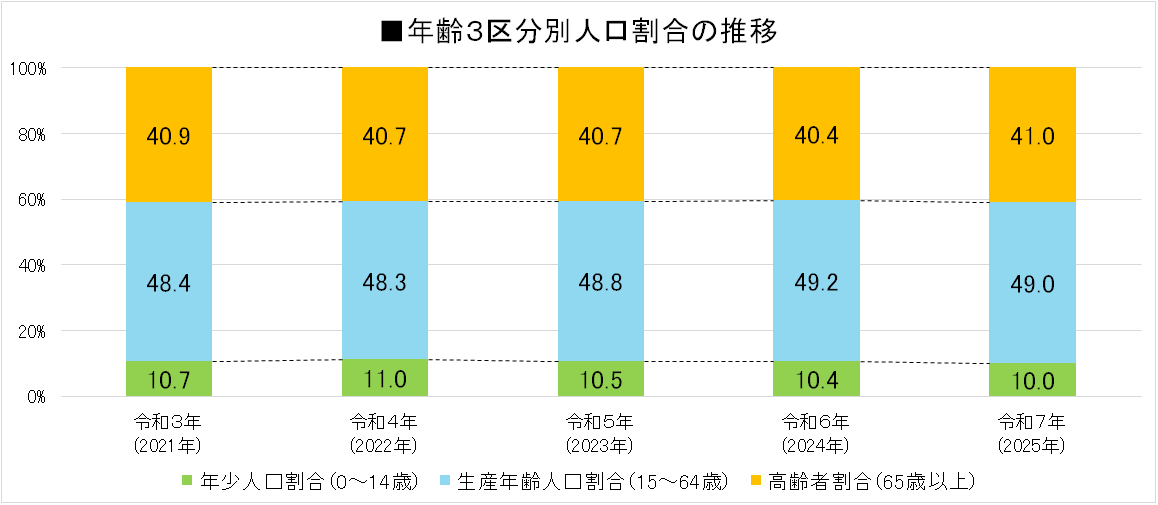 ■年齢３区分別人口割合の推移
100%
80%
60%
40%
20%
0%
40.9 40.7 40.7 40.4 41.0
48.4 48.3 48.8 49.2 49.0
10.7 11.0 10.5 10.4 10.0
令和３年 令和４年 令和５年 令和６年 令和７年
(2021年) (2022年) (2023年) (2024年) (2025年)
年少人口割合(0～14歳) 生産年齢人口割合(15～64歳) 高齢者割合(65歳以上)